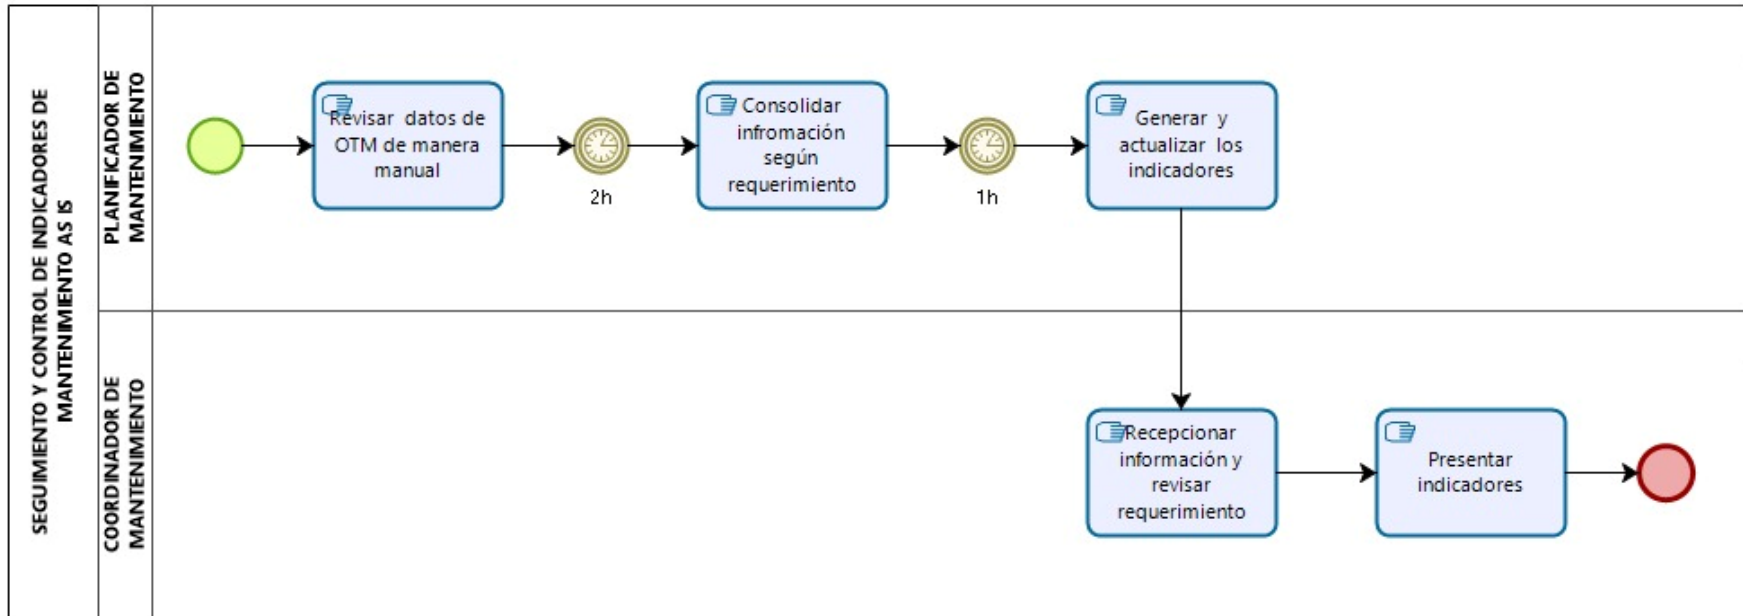 SEGUIMIENTO Y CONTROL DE INDICADORES DE
MANTENIMIENTO AS IS
PLANIFICADOR DE
MANTENIMIENTO
Revisar datos de
OTM de manera
manual
2h
Consolidar
infromación
según
requerimiento
1h
Generar y
actualizar los
indicadores
COORDINADOR DE
MANTENIMIENTO
Recepcionar
información y
revisar
requerimiento
Presentar
indicadores